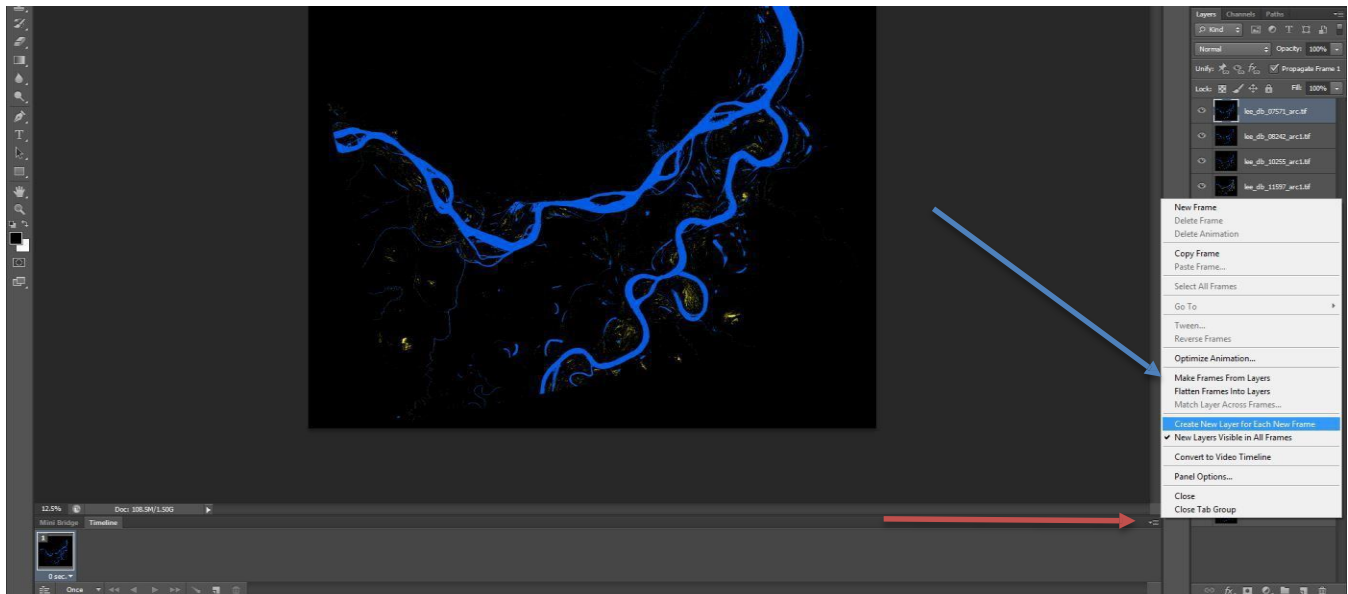 Layers Channels Paths
Kind
T
Normal Opacity: 100%
Unify: Propagate Frame 1
Lock: Fill: 100%
lee_db_07571_arc.tif
lee_db_08242_arc1.tif
lee_db_10255_arc1.tif
lee_db_11597_arc1.tif
New Frame
Delete Frame
Delete Animation
Copy Frame
Paste Frame...
Select All Frames
Go To
Tween...
Reverse Frames
Optimize Animation...
Make Frames From Layers
Flatten Frames Into Layers
Match Layer Across Frames...
Create New Layer for Each New Frame
New Layers Visible in All Frames
Convert to Video Timeline
Panel Options...
Close
Close Tab Group
12.5% Doc: 108.5M/1.50G
Mini Bridge Timeline
1
0 sec.
Once
fx